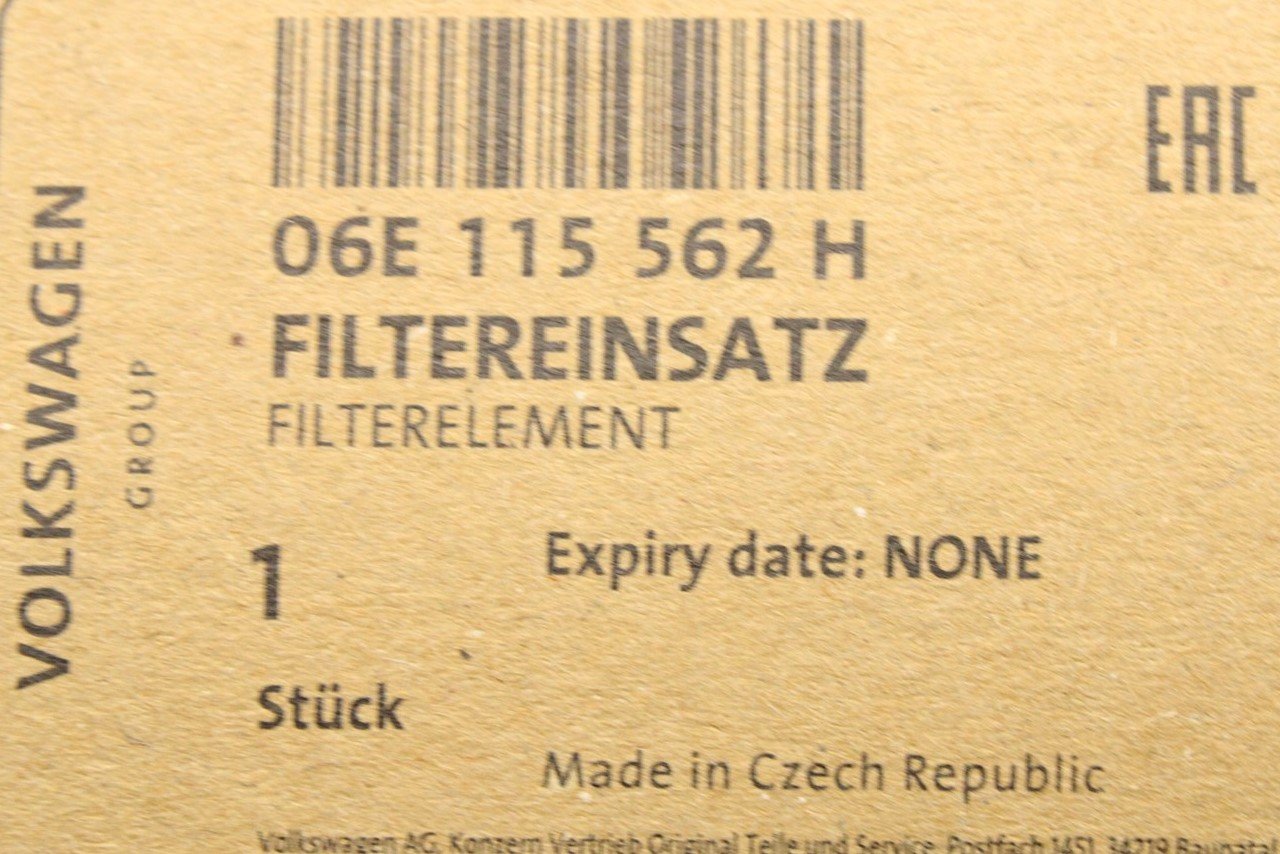 VOLKSWAGEN
GROUP
EAC
06E 115 562 H
FILTEREINSATZ
FILTERELEMENT
1
Expiry date: NONE
Stück
Made in Czech Republic
Volkswagen AG, Konzern Vertrieb Original Teile und Service, Postfach 1451, 34219 Baunatal